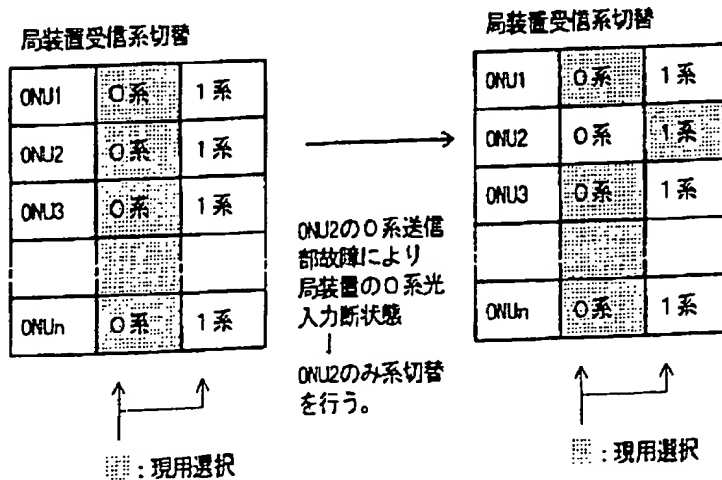 局装置受信系切替
ONU1 0系 1系
ONU2 0系 1系
ONU3 0系 1系
ONUn 0系 1系
:現用選択
ONU2の0系送信
部故障により
局装置の0系光
入力断状態
↓
ONU2のみ系切替
を行う。
局装置受信系切替
ONU1 0系 1系
ONU2 0系 1系
ONU3 0系 1系
ONUn 0系 1系
:現用選択